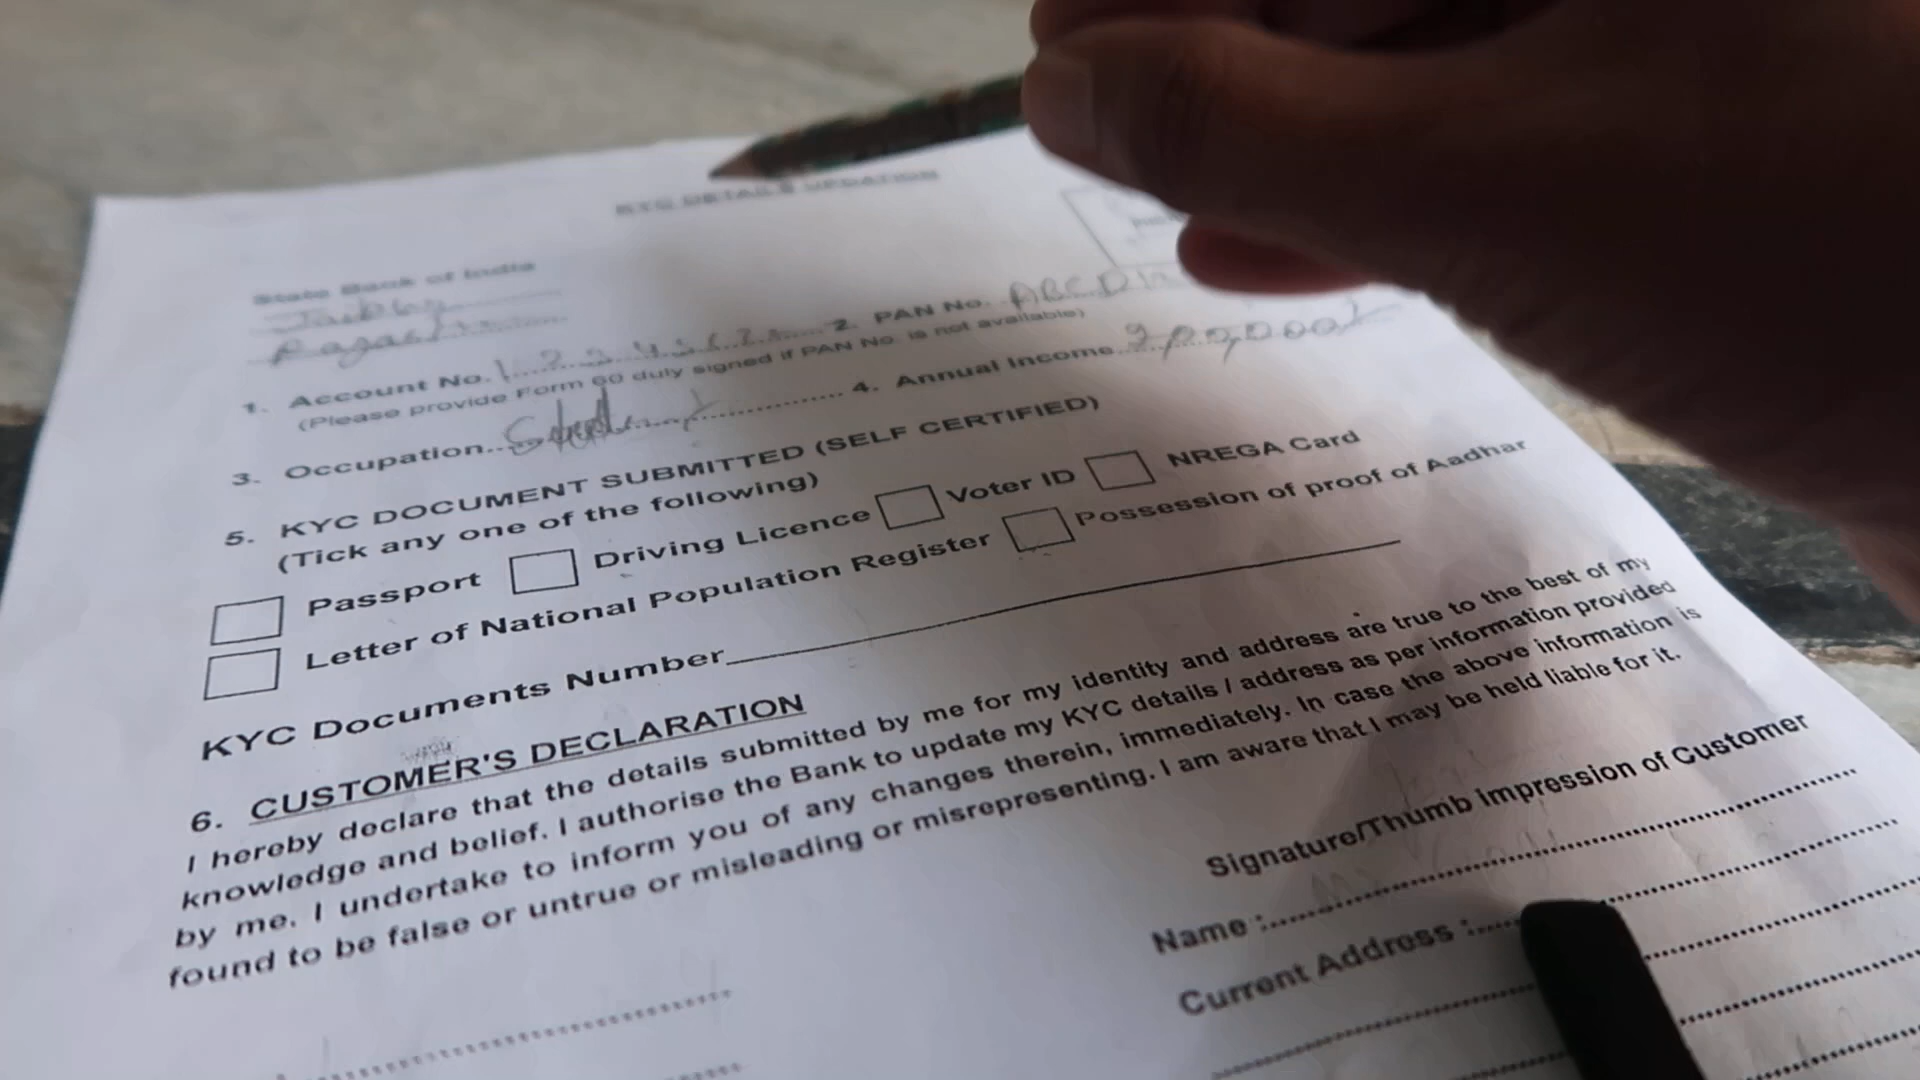 KYC DETAILS UPDATION
State Bank of India
1. Account No. 2. PAN No. ABCD
(Please provide Form 60 duly signed if PAN No. is not available)
3. Occupation 4. Annual Income
5. KYC DOCUMENT SUBMITTED (SELF CERTIFIED)
(Tick any one of the following)
Passport Driving Licence Voter ID NREGA Card
Letter of National Population Register Possession of proof of Aadhar
KYC Documents Number
6. CUSTOMER'S DECLARATION
I hereby declare that the details submitted by me for my identity and address are true to the best of my
knowledge and belief. I authorise the Bank to update my KYC details / address as per information provided
by me. I undertake to inform you of any changes therein, immediately. In case the above information is
found to be false or untrue or misleading or misrepresenting. I am aware that I may be held liable for it.
Signature/Thumb impression of Customer
Name :
Current Address :